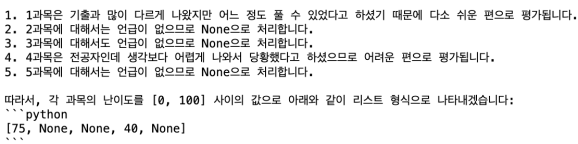 1. 1과목은 기출과 많이 다르게 나왔지만 어느 정도 풀 수 있었다고 하셨기 때문에 다소 쉬운 편으로 평가됩니다.
2. 2과목에 대해서는 언급이 없으므로 None으로 처리합니다.
3. 3과목에 대해서도 언급이 없으므로 None으로 처리합니다.
4. 4과목은 전공자인데 생각보다 어렵게 나와서 당황했다고 하셨으므로 어려운 편으로 평가됩니다.
5. 5과목에 대해서는 언급이 없으므로 None으로 처리합니다.
따라서, 각 과목의 난이도를 [0, 100] 사이의 값으로 아래와 같이 리스트 형식으로 나타내겠습니다:
```python
[75, None, None, 40, None]
```